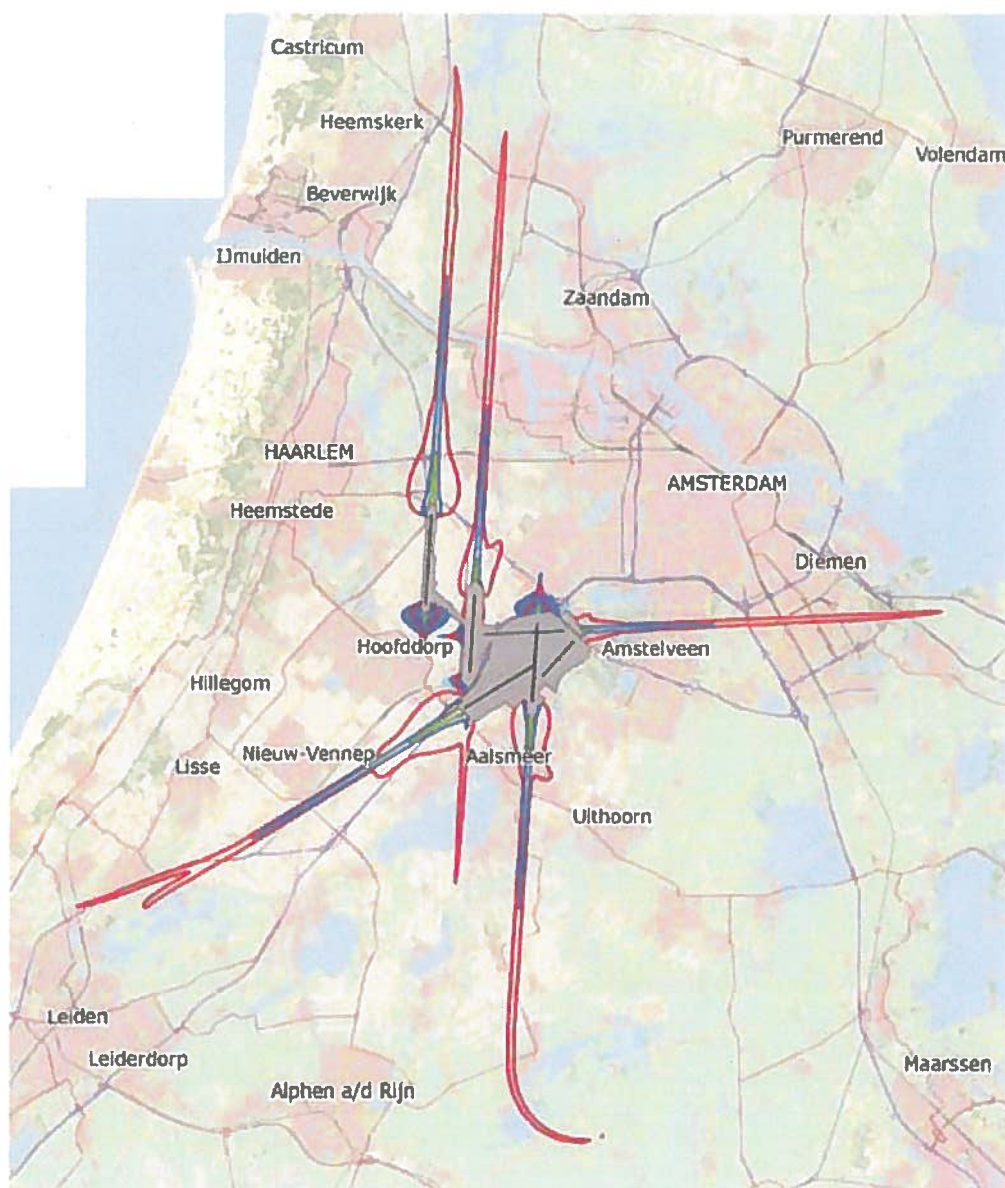 Castricum
Heemskerk
Purmerend
Volendam
Beverwijk
IJmuiden
Zaandam
HAARLEM
AMSTERDAM
Heemstede
Diemen
Hoofddorp
Amstelveen
Hillegom
Nieuw-Vennep
Aalsmeer
Lisse
Uithoorn
Leiden
Leiderdorp
Maarssen
Alphen a/d Rijn